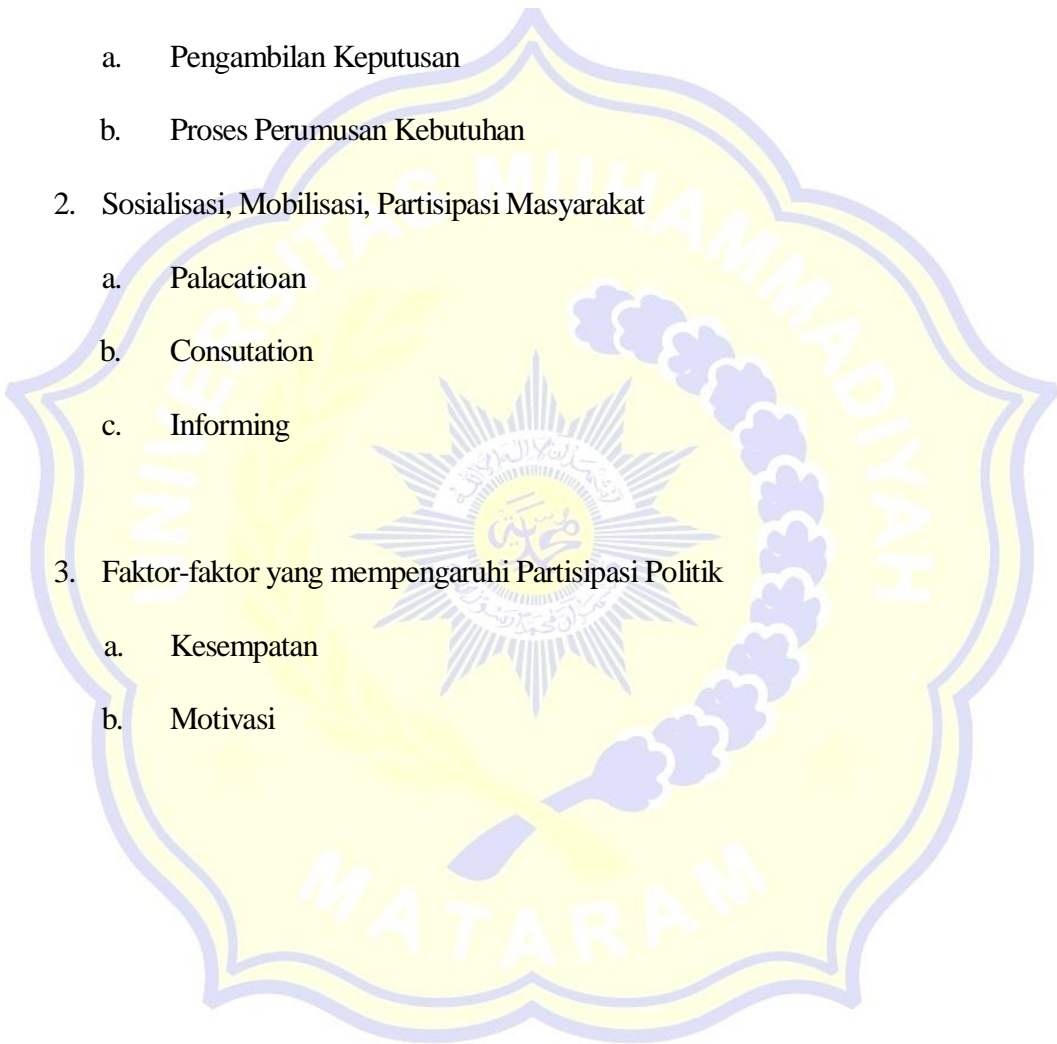 a. Pengambilan Keputusan
b. Proses Perumusan Kebutuhan
2. Sosialisasi, Mobilisasi, Partisipasi Masyarakat
a. Palacatioan
b. Consutation
c. Informing
3. Faktor-faktor yang mempengaruhi Partisipasi Politik
a. Kesempatan
b. Motivasi
UNIVERSITAS MUHAMMADIYAH
MATARAM